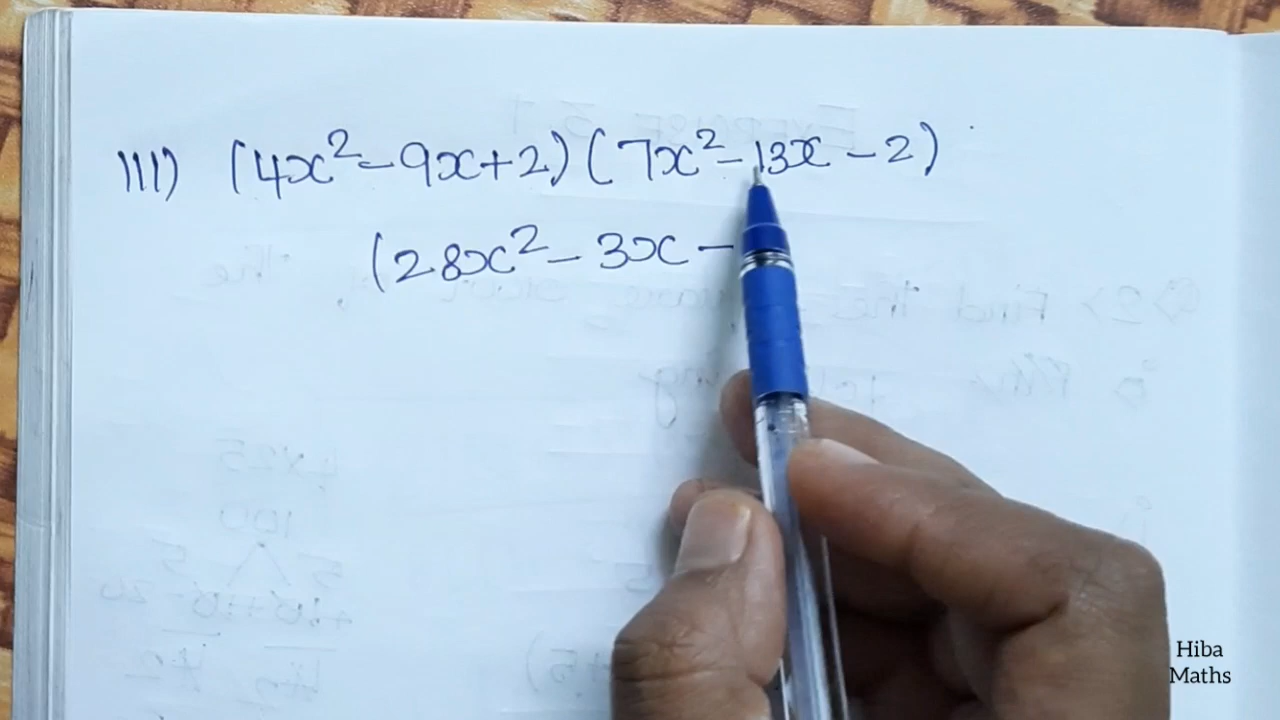 III) (4x² - 9x + 2) (7x² - 13x - 2)
(28x² - 3x -
Hiba
Maths